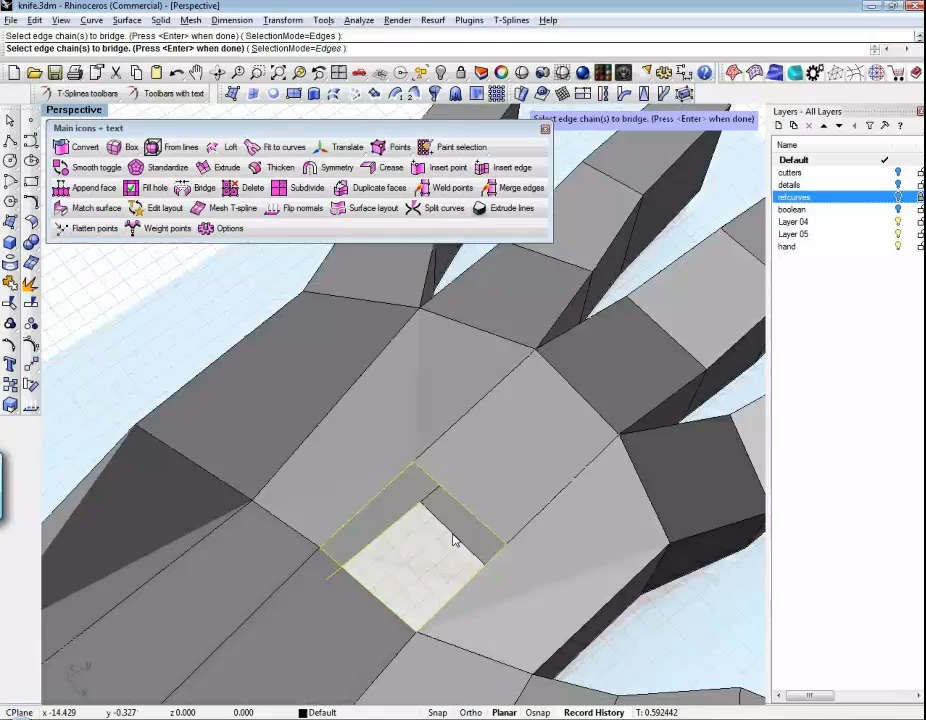 knife.3dm - Rhinoceros (Commercial) - [Perspective]
File Edit View Curve Surface Solid Mesh Dimension Transform Tools Analyze Render Resurf Plugins T-Splines Help
Select edge chain(s) to bridge. (Press <Enter> when done) ( SelectionMode=Edges ):
Select edge chain(s) to bridge. (Press <Enter> when done) ( SelectionMode=Edges ):
T-Splines toolbars Toolbars with text
Perspective
Select edge chain(s) to bridge. (Press <Enter> when done)
Main icons + text
Convert Box From lines Loft Fit to curves Translate Points Paint selection
Smooth toggle Standardize Extrude Thicken Symmetry Crease Insert point Insert edge
Append face Fill hole Bridge Delete Subdivide Duplicate faces Weld points Merge edges
Match surface Edit layout Mesh T-spline Flip normals Surface layout Split curves Extrude lines
Flatten points Weight points Options
Layers - All Layers
Name
Default
cutters
details
refcurves
boolean
Layer 04
Layer 05
hand
CPlane x -14.429 y -0.327 z 0.000 0.000 Default Snap Ortho Planar Osnap Record History T: 0.592442